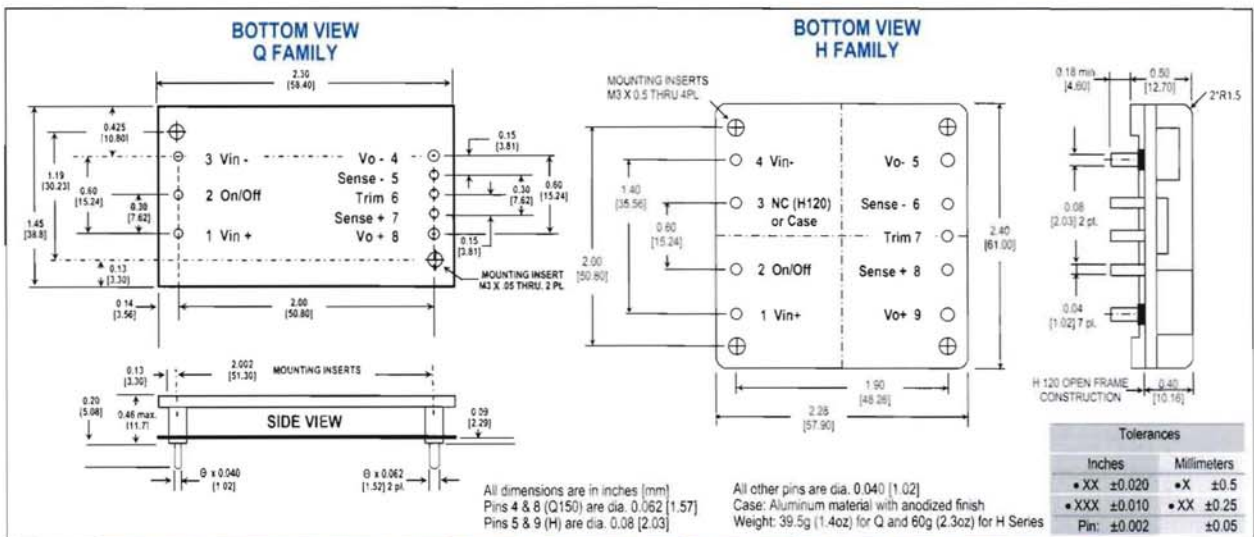 BOTTOM VIEW
Q FAMILY
2.30
[58.40]
0.425
[10.80]
1.19
[30.23]
0.60
[15.24]
0.30
[7.62]
1.45
[38.8]
0.13
[3.30]
0.14
[3.56]
3 Vin -
2 On/Off
1 Vin +
Vo - 4
Sense - 5
Trim 6
Sense + 7
Vo + 8
0.15
[3.81]
0.30
[7.62]
0.60
[15.24]
0.15
[3.81]
MOUNTING INSERT
M3 X .05 THRU. 2 PL
2.00
[50.80]
0.13
[3.30]
2.002
[51.30]
MOUNTING INSERTS
0.20
[5.08]
0.46 max.
[11.7]
SIDE VIEW
0.09
[2.29]
Θ x 0.040
[1.02]
Θ x 0.062
[1.52] 2 pl.
BOTTOM VIEW
H FAMILY
MOUNTING INSERTS
M3 X 0.5 THRU 4PL
2.00
[50.80]
1.40
[35.56]
0.60
[15.24]
4 Vin-
3 NC (H120)
or Case
2 On/Off
1 Vin+
Vo- 5
Sense - 6
Trim 7
Sense + 8
Vo+ 9
2.40
[61.00]
1.90
[48.26]
2.28
[57.90]
0.18 min
[4.60]
0.50
[12.70]
2*R1.5
0.08
[2.03] 2 pl.
0.04
[1.02] 7 pl.
H 120 OPEN FRAME
CONSTRUCTION
0.40
[10.16]
All dimensions are in inches [mm]
Pins 4 & 8 (Q150) are dia. 0.062 [1.57]
Pins 5 & 9 (H) are dia. 0.08 [2.03]
All other pins are dia. 0.040 [1.02]
Case: Aluminum material with anodized finish
Weight: 39.5g (1.4oz) for Q and 60g (2.3oz) for H Series
Tolerances
Inches Millimeters
•XX ±0.020 •X ±0.5
•XXX ±0.010 •XX ±0.25
Pin: ±0.002 ±0.05